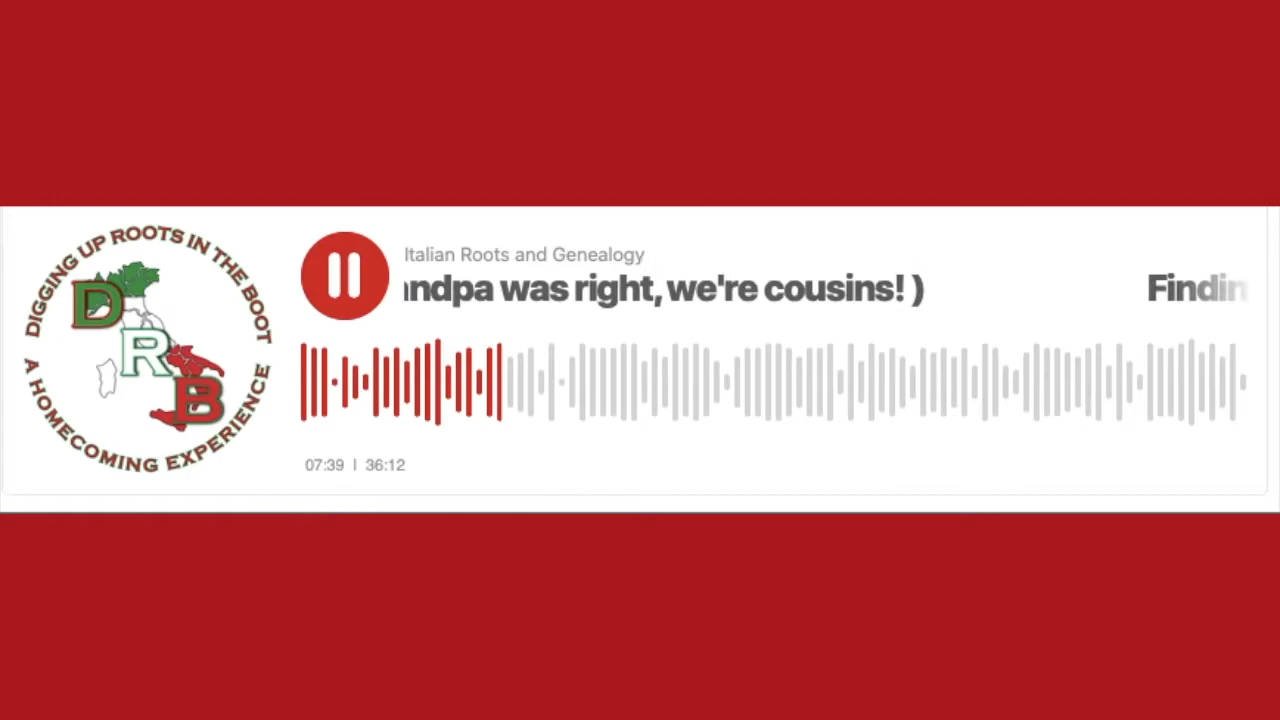 DIGGING UP ROOTS IN THE BOOT
D
R
B
A HOMECOMING EXPERIENCE
Italian Roots and Genealogy
ndpa was right, we're cousins! ) Findin
07:39 | 36:12